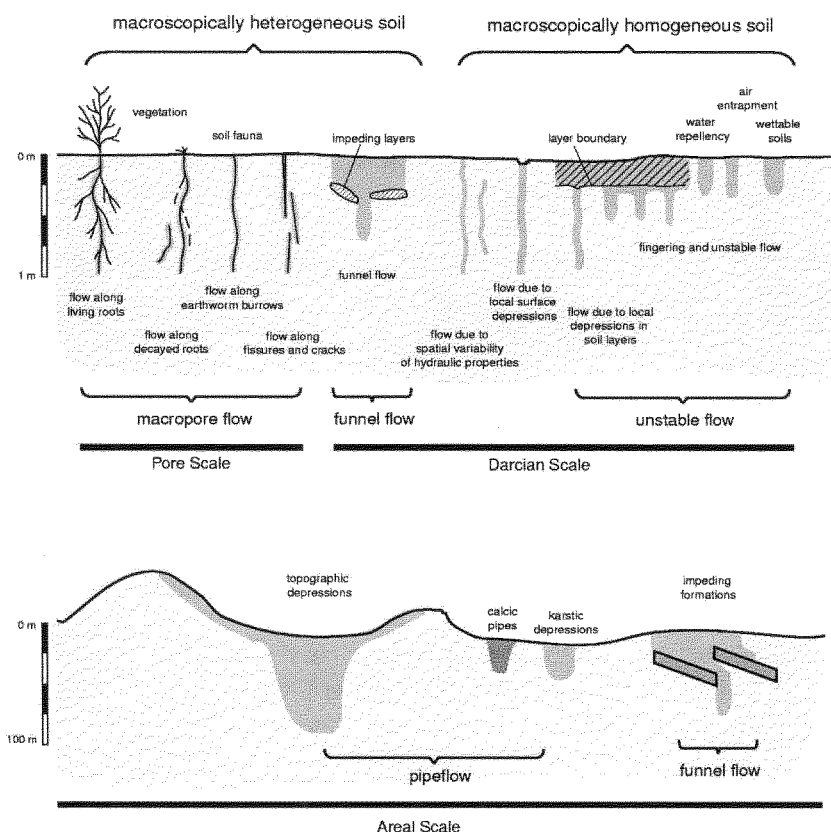 macroscopically heterogeneous soil
macroscopically homogeneous soil
vegetation
soil fauna
impeding layers
layer boundary
water
repellency
air
entrapment
wettable
soils
0 m
1 m
flow along
living roots
flow along
decayed roots
flow along
earthworm burrows
flow along
fissures and cracks
funnel flow
flow due to
spatial variability
of hydraulic properties
flow due to
local surface
depressions
flow due to local
depressions in
soil layers
fingering and unstable flow
macropore flow
funnel flow
unstable flow
Pore Scale
Darcian Scale
topographic
depressions
calcic
pipes
karstic
depressions
impeding
formations
0 m
100 m
pipeflow
funnel flow
Areal Scale